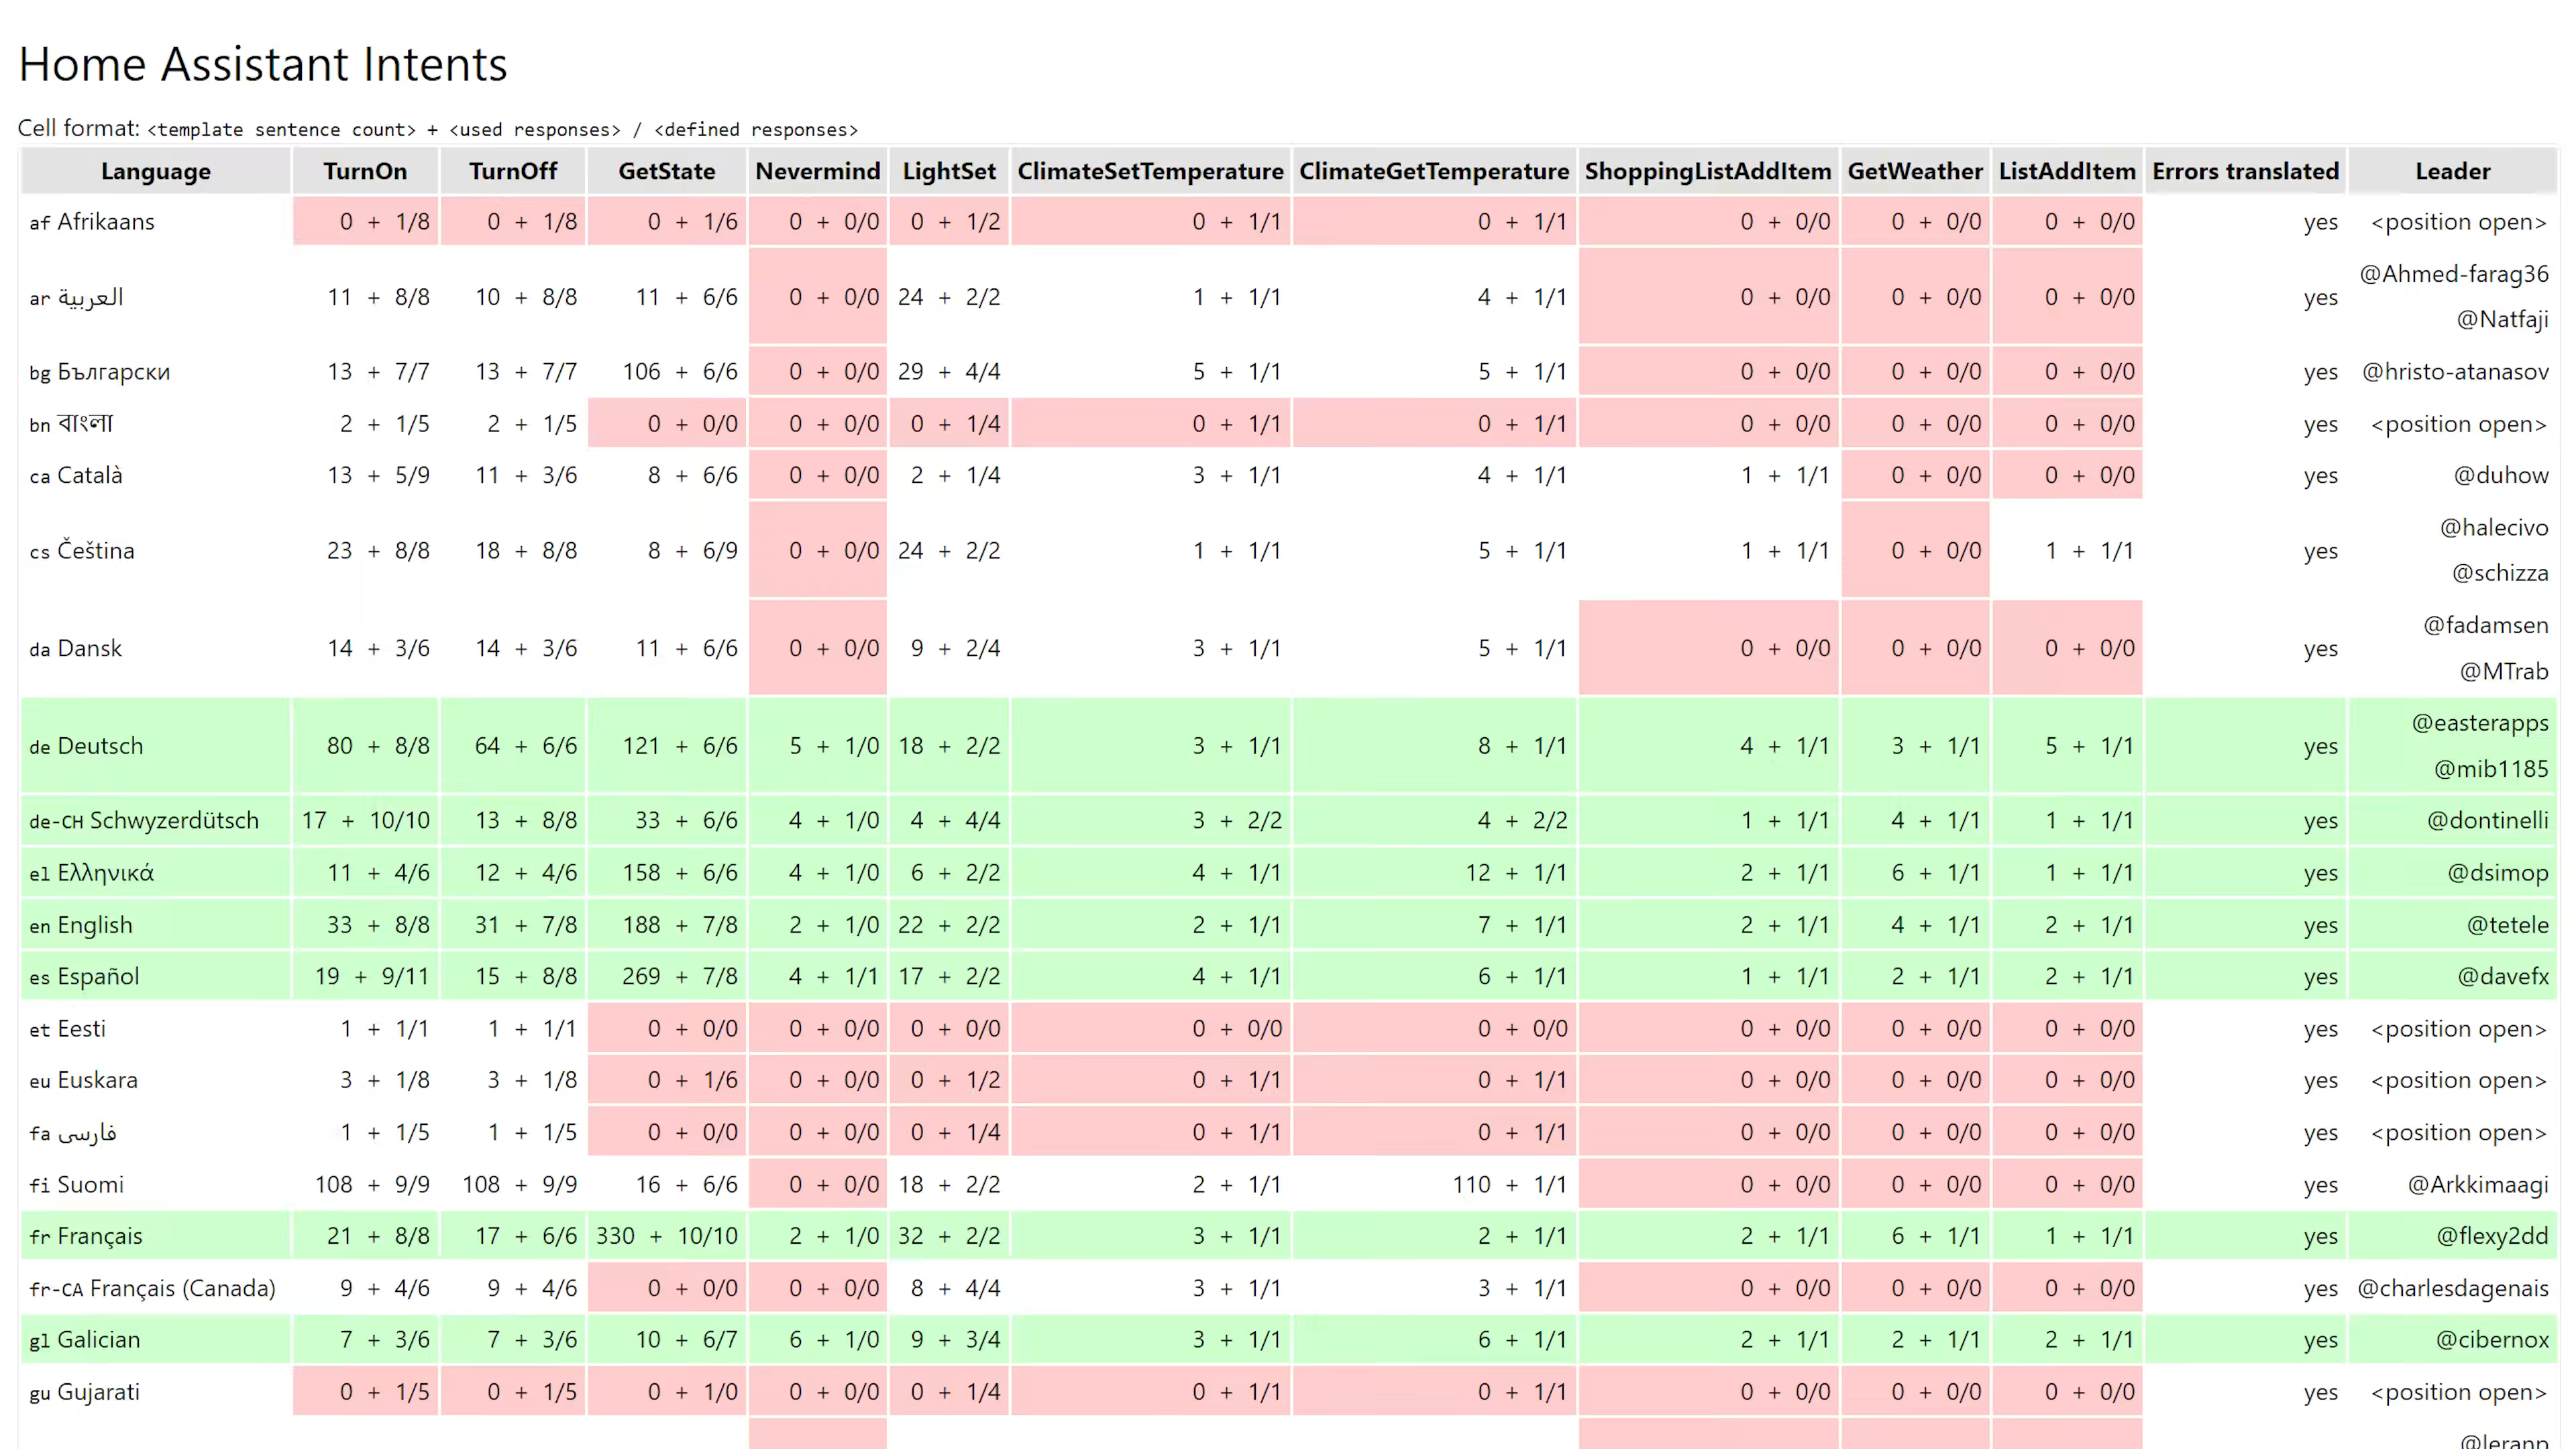 Home Assistant Intents
Cell format: <template sentence count> + <used responses> / <defined responses>
Language TurnOn TurnOff GetState Nevermind LightSet ClimateSetTemperature ClimateGetTemperature ShoppingListAddItem GetWeather ListAddItem Errors translated Leader
af Afrikaans 0 + 1/8 0 + 1/8 0 + 1/6 0 + 0/0 0 + 1/2 0 + 1/1 0 + 1/1 0 + 0/0 0 + 0/0 0 + 0/0 yes <position open>
ar العربية 11 + 8/8 10 + 8/8 11 + 6/6 0 + 0/0 24 + 2/2 1 + 1/1 4 + 1/1 0 + 0/0 0 + 0/0 0 + 0/0 yes @Ahmed-farag36
@Natfaji
bg Български 13 + 7/7 13 + 7/7 106 + 6/6 0 + 0/0 29 + 4/4 5 + 1/1 5 + 1/1 0 + 0/0 0 + 0/0 0 + 0/0 yes @hristo-atanasov
bn বাংলা 2 + 1/5 2 + 1/5 0 + 0/0 0 + 0/0 0 + 1/4 0 + 1/1 0 + 1/1 0 + 0/0 0 + 0/0 0 + 0/0 yes <position open>
ca Català 13 + 5/9 11 + 3/6 8 + 6/6 0 + 0/0 2 + 1/4 3 + 1/1 4 + 1/1 1 + 1/1 0 + 0/0 0 + 0/0 yes @duhow
cs Čeština 23 + 8/8 18 + 8/8 8 + 6/9 0 + 0/0 24 + 2/2 1 + 1/1 5 + 1/1 1 + 1/1 0 + 0/0 1 + 1/1 yes @halecivo
@schizza
da Dansk 14 + 3/6 14 + 3/6 11 + 6/6 0 + 0/0 9 + 2/4 3 + 1/1 5 + 1/1 0 + 0/0 0 + 0/0 0 + 0/0 yes @fadamsen
@MTrab
de Deutsch 80 + 8/8 64 + 6/6 121 + 6/6 5 + 1/0 18 + 2/2 3 + 1/1 8 + 1/1 4 + 1/1 3 + 1/1 5 + 1/1 yes @easterapps
@mib1185
de-CH Schwyzerdütsch 17 + 10/10 13 + 8/8 33 + 6/6 4 + 1/0 4 + 4/4 3 + 2/2 4 + 2/2 1 + 1/1 4 + 1/1 1 + 1/1 yes @dontinelli
el Ελληνικά 11 + 4/6 12 + 4/6 158 + 6/6 4 + 1/0 6 + 2/2 4 + 1/1 12 + 1/1 2 + 1/1 6 + 1/1 1 + 1/1 yes @dsimop
en English 33 + 8/8 31 + 7/8 188 + 7/8 2 + 1/0 22 + 2/2 2 + 1/1 7 + 1/1 2 + 1/1 4 + 1/1 2 + 1/1 yes @tetele
es Español 19 + 9/11 15 + 8/8 269 + 7/8 4 + 1/1 17 + 2/2 4 + 1/1 6 + 1/1 1 + 1/1 2 + 1/1 2 + 1/1 yes @davefx
et Eesti 1 + 1/1 1 + 1/1 0 + 0/0 0 + 0/0 0 + 0/0 0 + 0/0 0 + 0/0 0 + 0/0 0 + 0/0 0 + 0/0 yes <position open>
eu Euskara 3 + 1/8 3 + 1/8 0 + 1/6 0 + 0/0 0 + 1/2 0 + 1/1 0 + 1/1 0 + 0/0 0 + 0/0 0 + 0/0 yes <position open>
fa فارسی 1 + 1/5 1 + 1/5 0 + 0/0 0 + 0/0 0 + 1/4 0 + 1/1 0 + 1/1 0 + 0/0 0 + 0/0 0 + 0/0 yes <position open>
fi Suomi 108 + 9/9 108 + 9/9 16 + 6/6 0 + 0/0 18 + 2/2 2 + 1/1 110 + 1/1 0 + 0/0 0 + 0/0 0 + 0/0 yes @Arkkimaagi
fr Français 21 + 8/8 17 + 6/6 330 + 10/10 2 + 1/0 32 + 2/2 3 + 1/1 2 + 1/1 2 + 1/1 6 + 1/1 1 + 1/1 yes @flexy2dd
fr-CA Français (Canada) 9 + 4/6 9 + 4/6 0 + 0/0 0 + 0/0 8 + 4/4 3 + 1/1 3 + 1/1 0 + 0/0 0 + 0/0 0 + 0/0 yes @charlesdagenais
gl Galician 7 + 3/6 7 + 3/6 10 + 6/7 6 + 1/0 9 + 3/4 3 + 1/1 6 + 1/1 2 + 1/1 2 + 1/1 2 + 1/1 yes @cibernox
gu Gujarati 0 + 1/5 0 + 1/5 0 + 1/0 0 + 0/0 0 + 1/4 0 + 1/1 0 + 1/1 0 + 0/0 0 + 0/0 0 + 0/0 yes <position open>